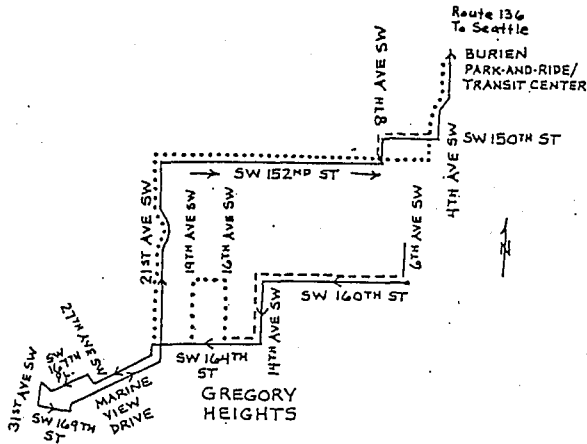 Route 136
To Seattle
BURIEN
PARK-AND-RIDE/
TRANSIT CENTER
8TH AVE SW
SW 150TH ST
4TH AVE SW
SW 152ND ST
21ST AVE SW
19TH AVE SW
16TH AVE SW
6TH AVE SW
N
SW 160TH ST
14TH AVE SW
27TH AVE SW
SW
167TH
PL
SW 164TH
ST
31ST AVE SW
SW 169TH
ST
MARINE
VIEW
DRIVE
GREGORY
HEIGHTS